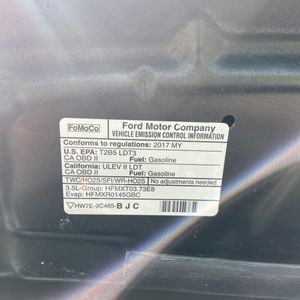 FoMoCo
Ford Motor Company
VEHICLE EMISSION CONTROL INFORMATION
Conforms to regulations: 2017 MY
U.S. EPA: T2B5 LDT3
CA OBD II Fuel: Gasoline
California: ULEV II LDT
CA OBD II Fuel: Gasoline
TWC/HO2S/SFI/WR-HO2S No adjustments needed.
3.5L-Group: HFMXT03.73E8
Evap: HFMXR0145GBC
HW7E-9C485-BJC